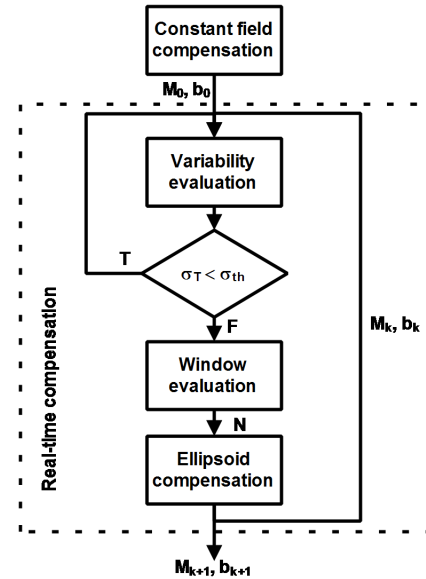 Constant field
compensation
M₀, b₀
Variability
evaluation
T
σT < σth
F
Mk, bk
Window
evaluation
N
Ellipsoid
compensation
Real-time compensation
Mk+1, bk+1